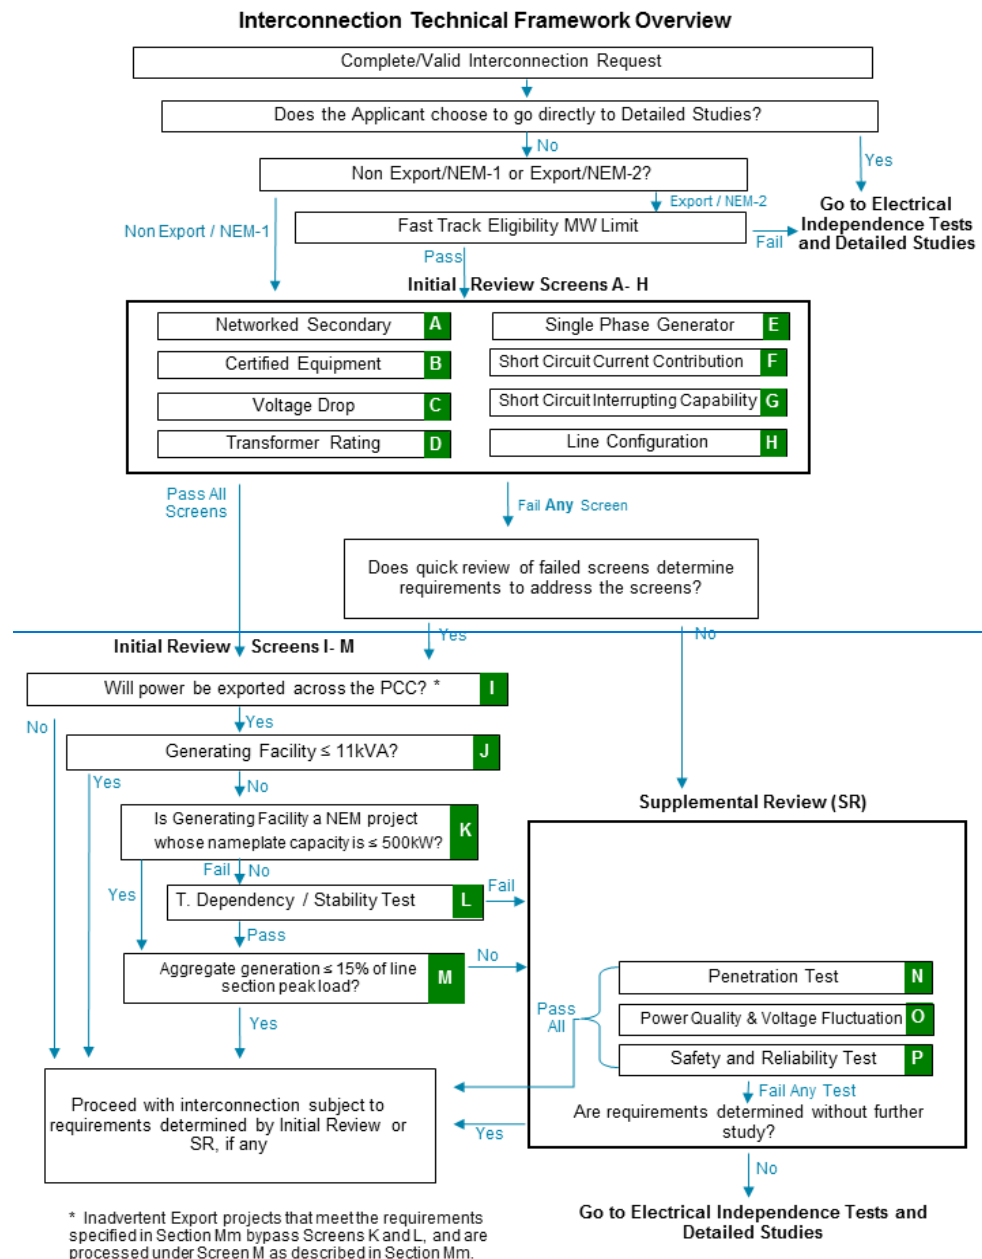 Interconnection Technical Framework Overview
Complete/Valid Interconnection Request
Does the Applicant choose to go directly to Detailed Studies?
No
Yes
Non Export/NEM-1 or Export/NEM-2?
Export / NEM-2
Go to Electrical
Independence Tests
and Detailed Studies
Non Export / NEM-1
Fast Track Eligibility MW Limit
Fail
Pass
Initial Review Screens A- H
Networked Secondary A
Single Phase Generator E
Certified Equipment B
Short Circuit Current Contribution F
Voltage Drop C
Short Circuit Interrupting Capability G
Transformer Rating D
Line Configuration H
Pass All
Screens
Fail Any Screen
Does quick review of failed screens determine
requirements to address the screens?
Yes
No
Initial Review Screens I- M
Will power be exported across the PCC? * I
No
Yes
Generating Facility ≤ 11kVA? J
Yes
No
Is Generating Facility a NEM project
whose nameplate capacity is ≤ 500kW?
K
Fail No
Yes
T. Dependency / Stability Test L
Fail
Pass
Aggregate generation ≤ 15% of line
section peak load?
M
No
Yes
Supplemental Review (SR)
Penetration Test N
Pass
All
Power Quality & Voltage Fluctuation O
Safety and Reliability Test P
Fail Any Test
Are requirements determined without further
study?
Yes
No
Proceed with interconnection subject to
requirements determined by Initial Review or
SR, if any
Go to Electrical Independence Tests and
Detailed Studies
* Inadvertent Export projects that meet the requirements
specified in Section Mm bypass Screens K and L, and are
processed under Screen M as described in Section Mm.